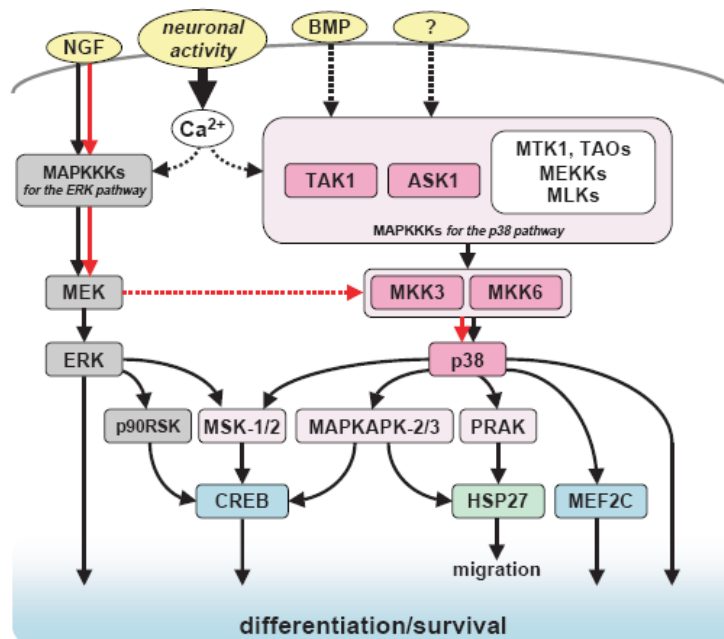 NGF
neuronal
activity
BMP
?
Ca2+
MAPKKKs
for the ERK pathway
TAK1
ASK1
MTK1, TAOs
MEKKs
MLKs
MAPKKKs for the p38 pathway
MEK
MKK3
MKK6
ERK
p38
p90RSK
MSK-1/2
MAPKAPK-2/3
PRAK
CREB
HSP27
MEF2C
migration
differentiation/survival